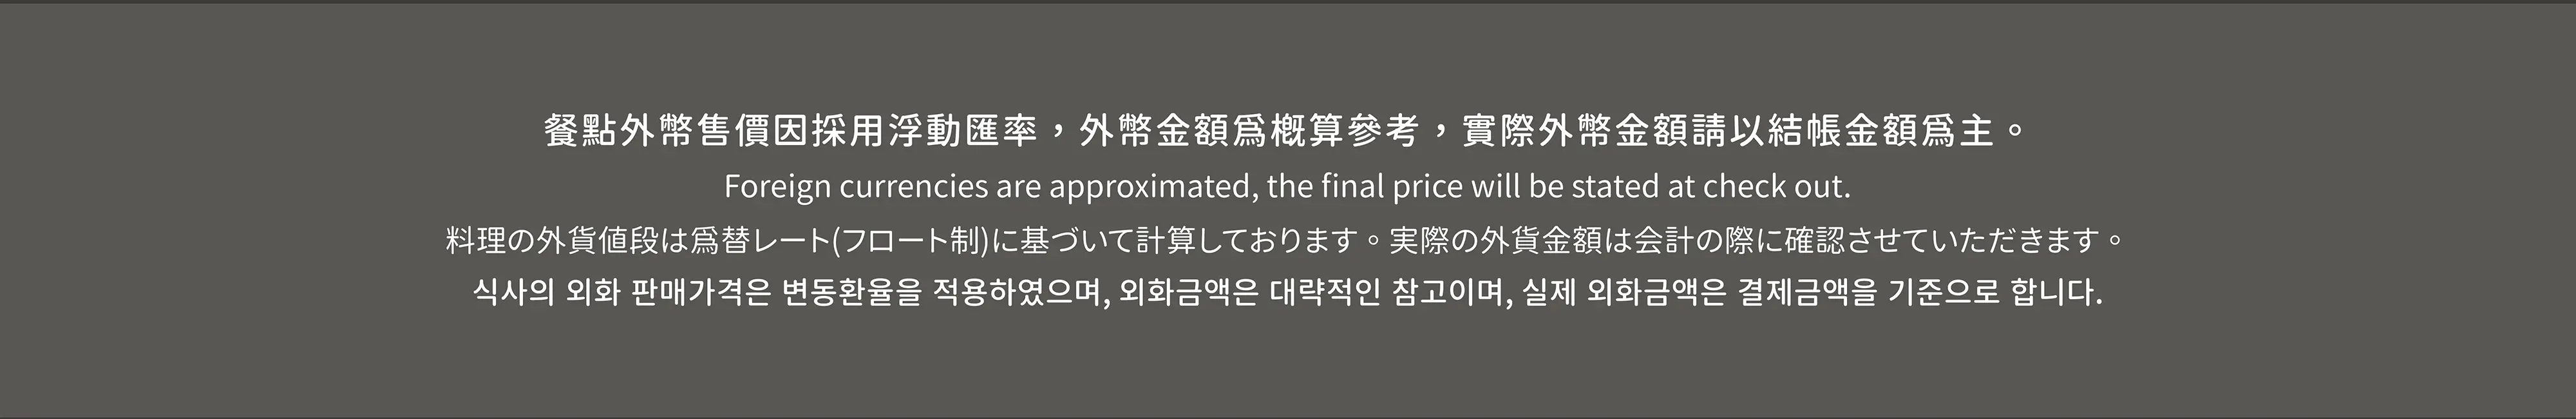 餐點外幣售價因採用浮動匯率，外幣金額爲概算參考，實際外幣金額請以結帳金額爲主。
Foreign currencies are approximated, the final price will be stated at check out.
料理の外貨値段は爲替レート(フロート制)に基づいて計算しております。実際の外貨金額は会計の際に確認させていただきます。
식사의 외화 판매가격은 변동환율을 적용하였으며, 외화금액은 대략적인 참고이며, 실제 외화금액은 결제금액을 기준으로 합니다.